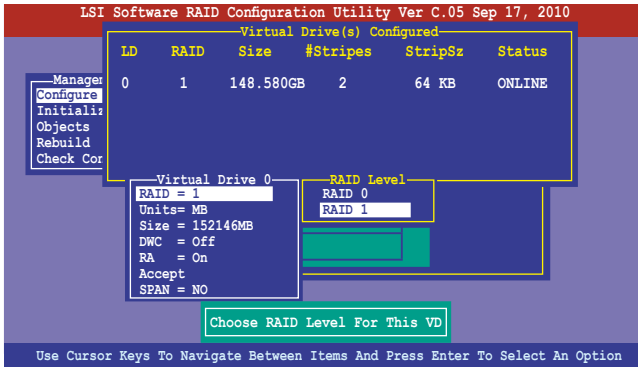 LSI Software RAID Configuration Utility Ver C.05 Sep 17, 2010
Virtual Drive(s) Configured
LD RAID Size #Stripes StripSz Status
0 1 148.580GB 2 64 KB ONLINE
Manager
Configure
Initializ
Objects
Rebuild
Check Con
Virtual Drive 0
RAID = 1
Units= MB
Size = 152146MB
DWC = Off
RA = On
Accept
SPAN = NO
RAID Level
RAID 0
RAID 1
Choose RAID Level For This VD
Use Cursor Keys To Navigate Between Items And Press Enter To Select An Option